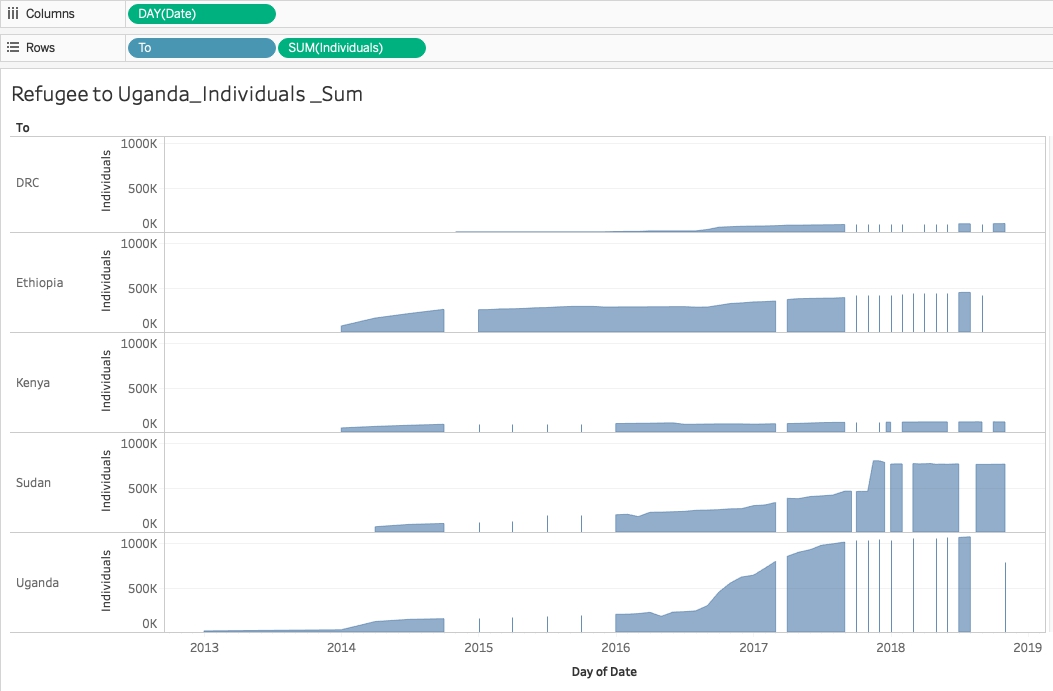 Columns DAY(Date)
Rows To SUM(Individuals)
Refugee to Uganda_Individuals _Sum
To
DRC
Individuals
1000K
500K
0K
Ethiopia
Individuals
1000K
500K
0K
Kenya
Individuals
1000K
500K
0K
Sudan
Individuals
1000K
500K
0K
Uganda
Individuals
1000K
500K
0K
2013 2014 2015 2016 2017 2018 2019
Day of Date